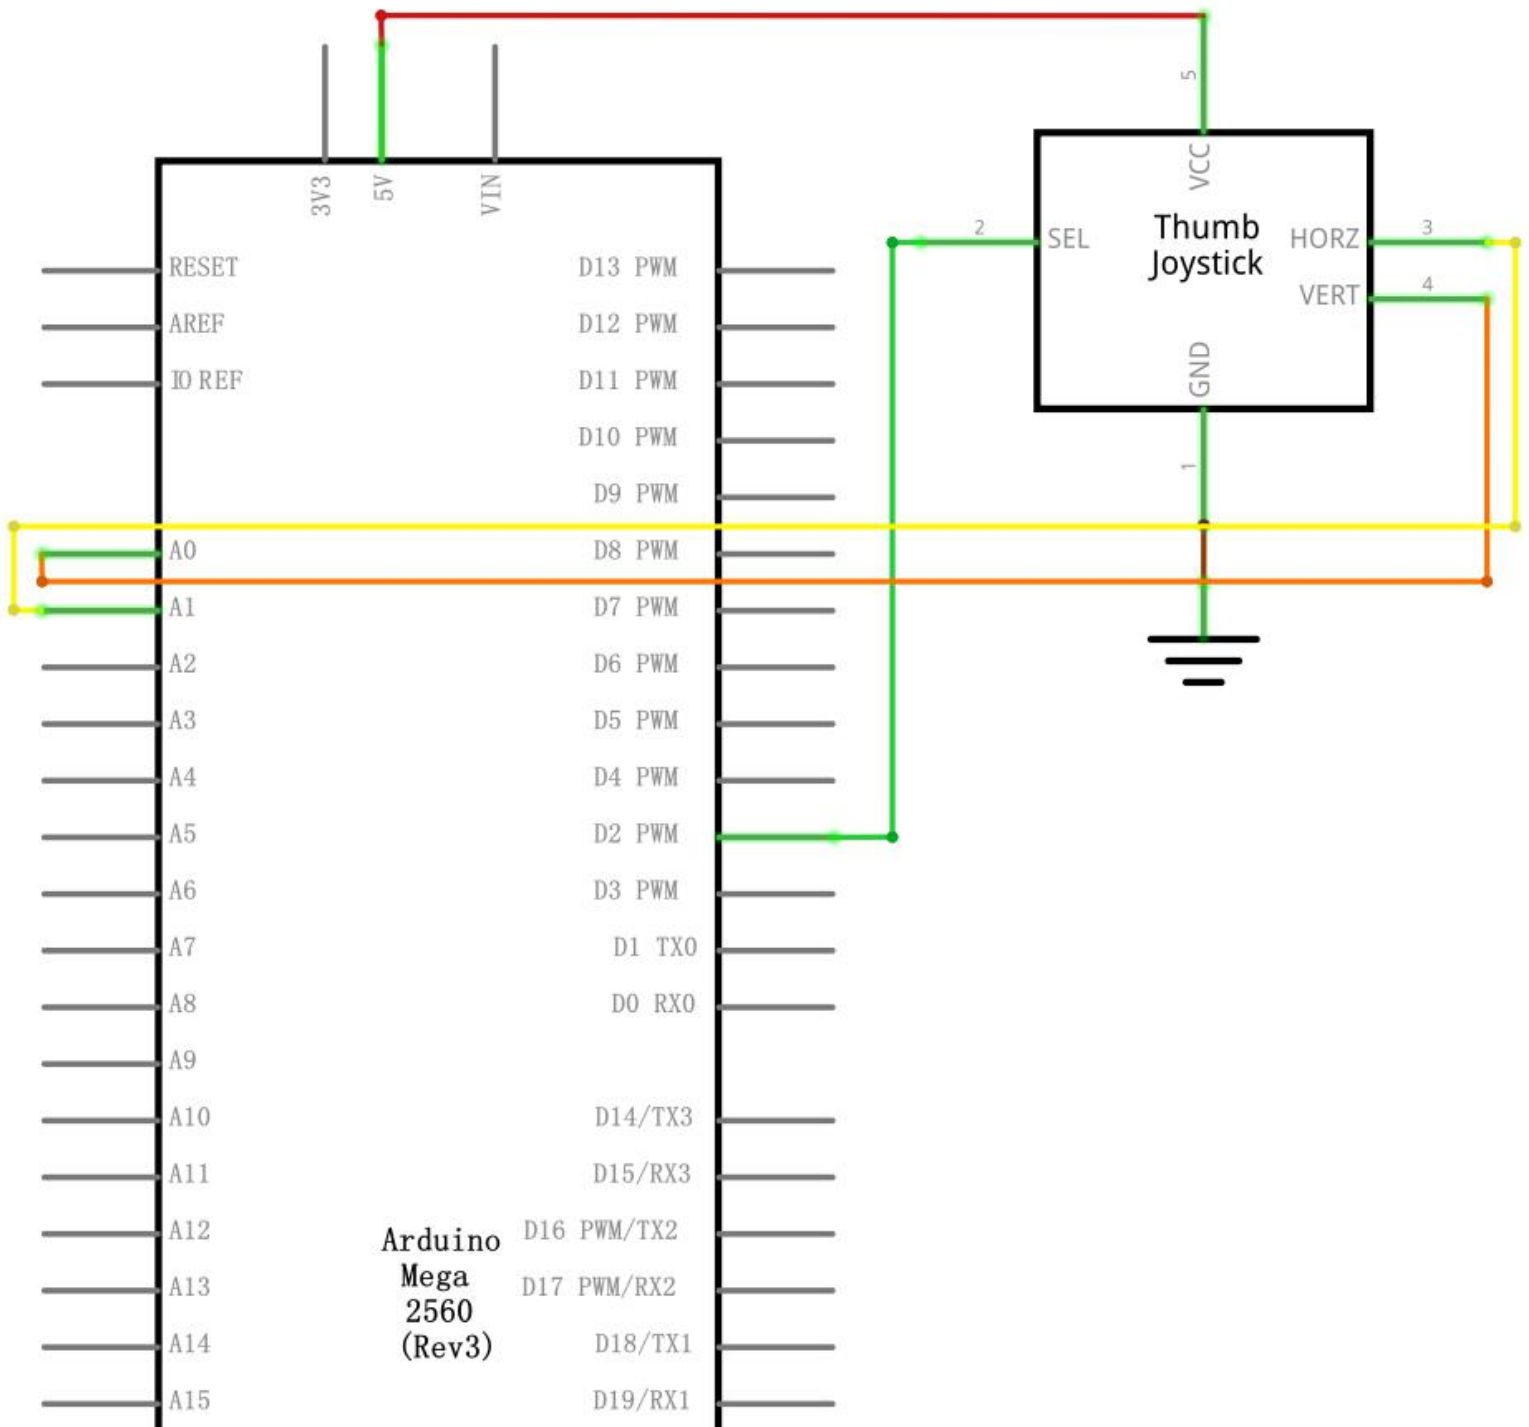 5
3V3
5V
VIN
VCC
2
SEL
Thumb
Joystick
HORZ
3
VERT
4
GND
1
RESET
D13 PWM
AREF
D12 PWM
IO REF
D11 PWM
D10 PWM
D9 PWM
A0
D8 PWM
A1
D7 PWM
A2
D6 PWM
A3
D5 PWM
A4
D4 PWM
A5
D2 PWM
A6
D3 PWM
A7
D1 TX0
A8
D0 RX0
A9
A10
D14/TX3
A11
D15/RX3
A12
D16 PWM/TX2
A13
D17 PWM/RX2
A14
D18/TX1
A15
D19/RX1
Arduino
Mega
2560
(Rev3)